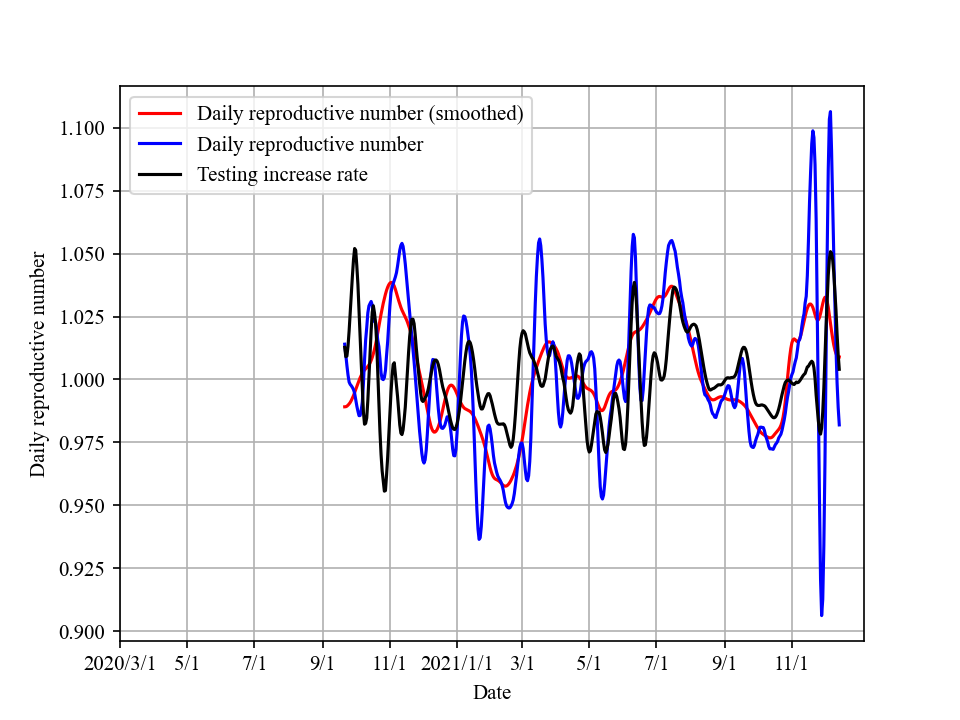 Daily reproductive number (smoothed)
Daily reproductive number
Testing increase rate
1.100
1.075
1.050
1.025
1.000
0.975
0.950
0.925
0.900
Daily reproductive number
2020/3/1 5/1 7/1 9/1 11/1 2021/1/1 3/1 5/1 7/1 9/1 11/1
Date